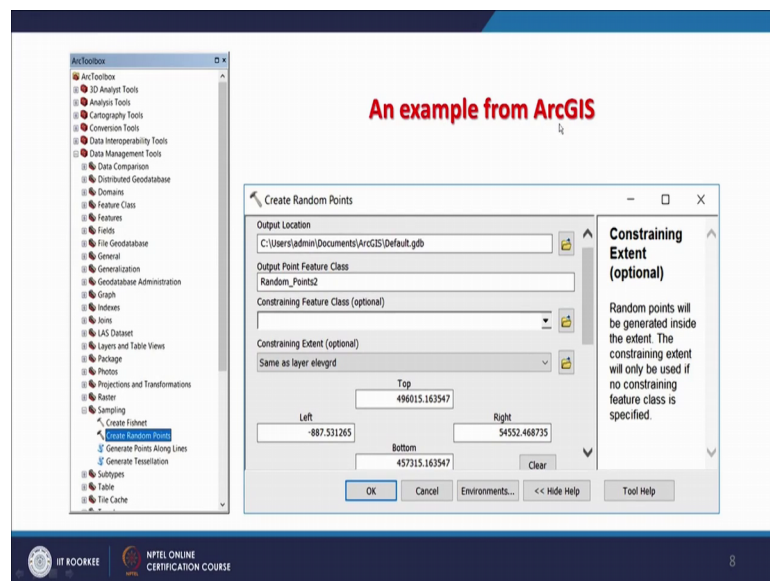 ArcToolbox
ArcToolbox
3D Analyst Tools
Analysis Tools
Cartography Tools
Conversion Tools
Data Interoperability Tools
Data Management Tools
Data Comparison
Distributed Geodatabase
Domains
Feature Class
Features
Fields
File Geodatabase
General
Generalization
Geodatabase Administration
Graph
Indexes
Joins
LAS Dataset
Layers and Table Views
Package
Photos
Projections and Transformations
Raster
Sampling
Create Fishnet
Create Random Points
Generate Points Along Lines
Generate Tessellation
Subtypes
Table
Tile Cache
An example from ArcGIS
Create Random Points
Output Location
C:\Users\admin\Documents\ArcGIS\Default.gdb
Output Point Feature Class
Random_Points2
Constraining Feature Class (optional)
Constraining Extent (optional)
Same as layer elevgrd
Top
496015.163547
Left
Right
-887.531265
54552.468735
Bottom
457315.163547
Clear
OK
Cancel
Environments...
<< Hide Help
Tool Help
Constraining
Extent
(optional)
Random points will
be generated inside
the extent. The
constraining extent
will only be used if
no constraining
feature class is
specified.
IIT ROORKEE
NPTEL
NPTEL ONLINE
CERTIFICATION COURSE
8